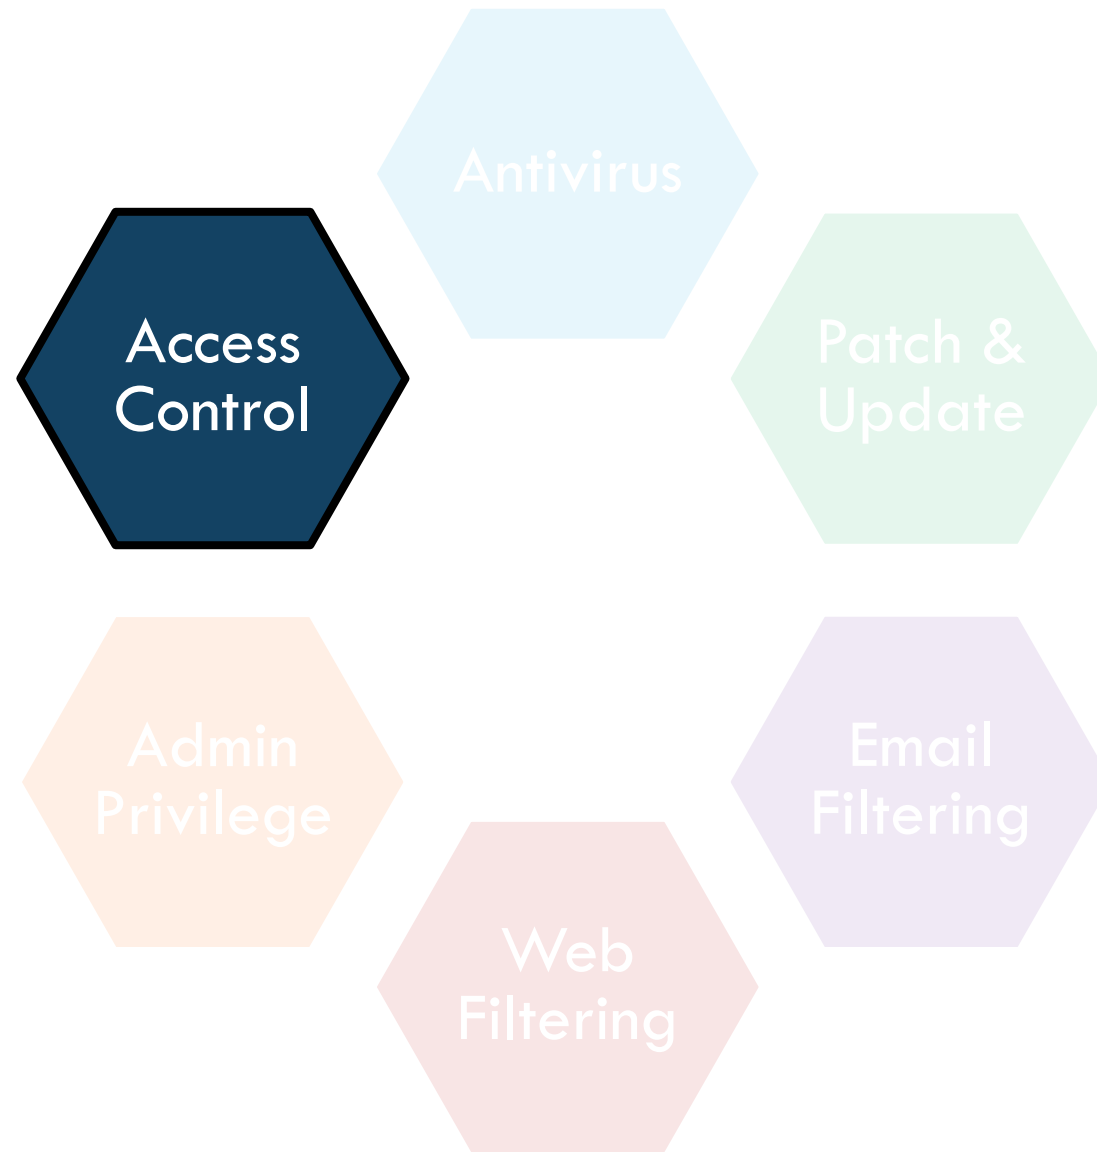 Antivirus
Access
Control
Patch &
Update
Admin
Privilege
Email
Filtering
Web
Filtering